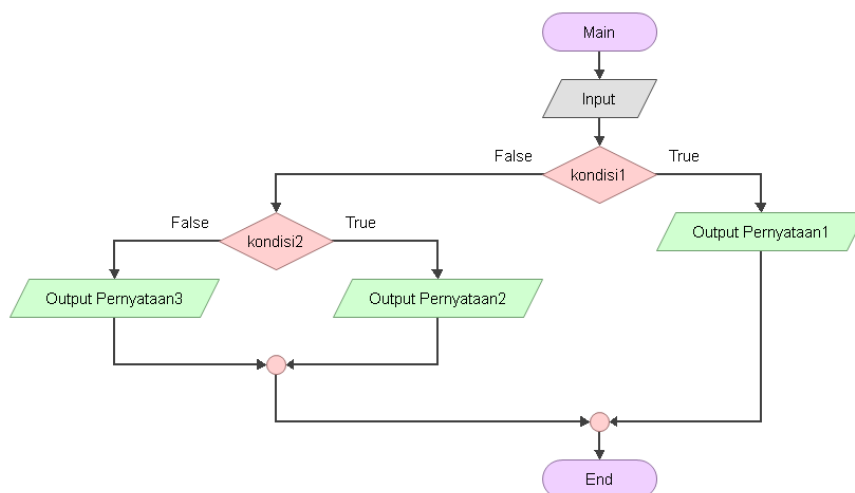 Main
Input
False
True
kondisi1
False
True
Output Pernyataan1
kondisi2
Output Pernyataan3
Output Pernyataan2
End